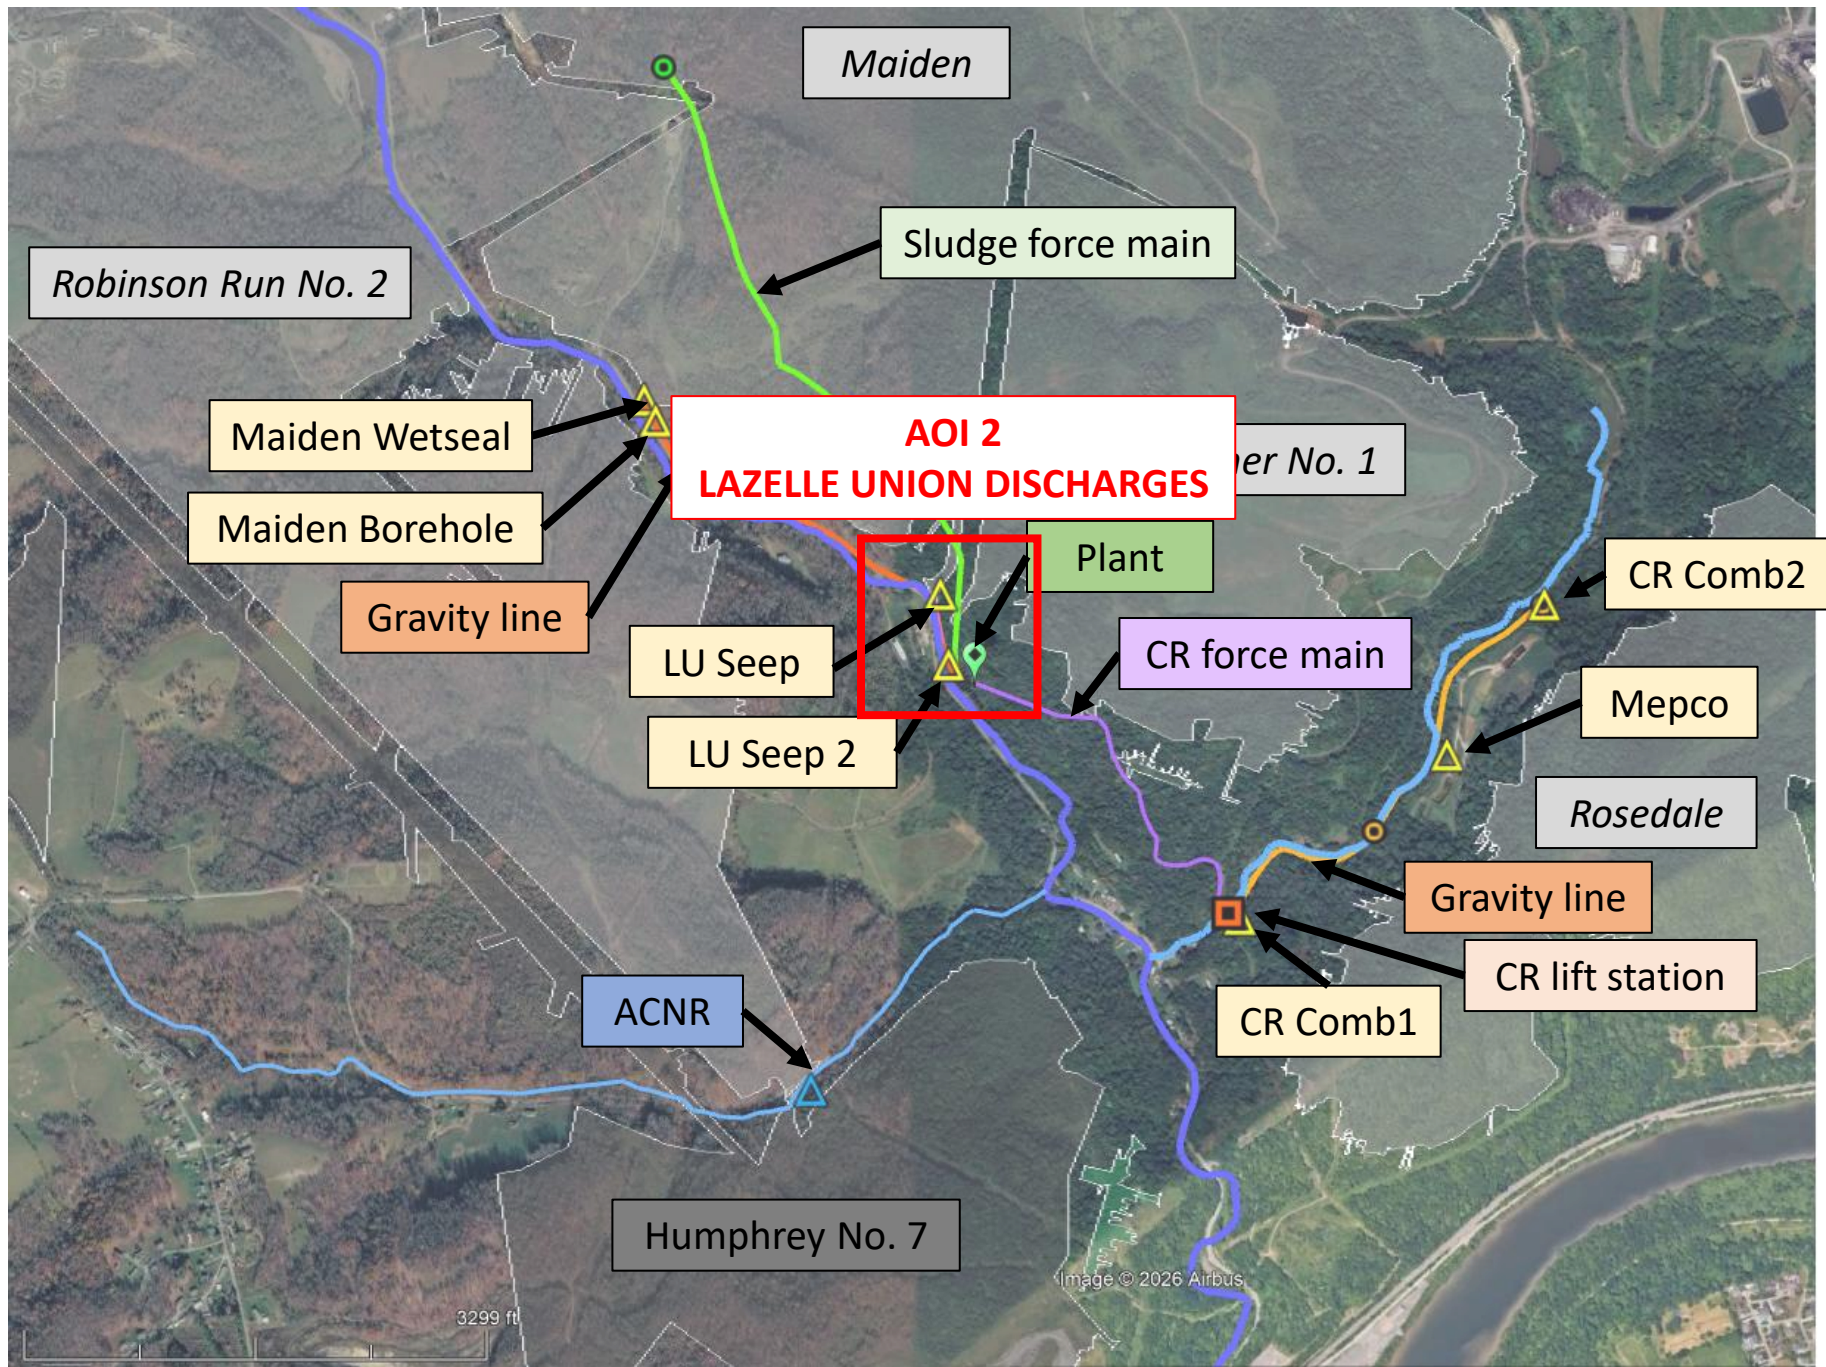 Maiden
Sludge force main
Robinson Run No. 2
Maiden Wetseal
AOI 2
LAZELLE UNION DISCHARGES
er No. 1
Maiden Borehole
Plant
CR Comb2
Gravity line
LU Seep
CR force main
Mepco
LU Seep 2
Rosedale
Gravity line
CR lift station
ACNR
CR Comb1
Humphrey No. 7
Image © 2026 Airbus
3299 ft